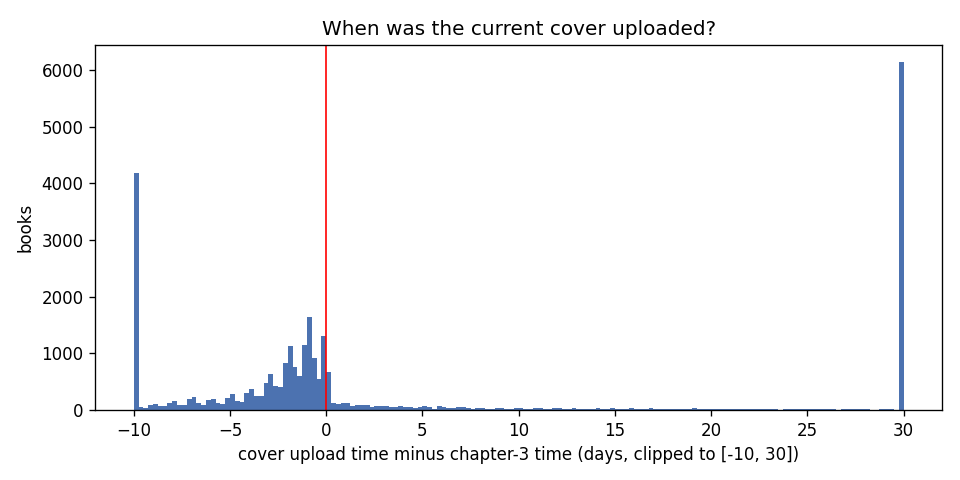 When was the current cover uploaded?
6000
5000
4000
3000
2000
1000
0
books
−10 −5 0 5 10 15 20 25 30
cover upload time minus chapter-3 time (days, clipped to [-10, 30])